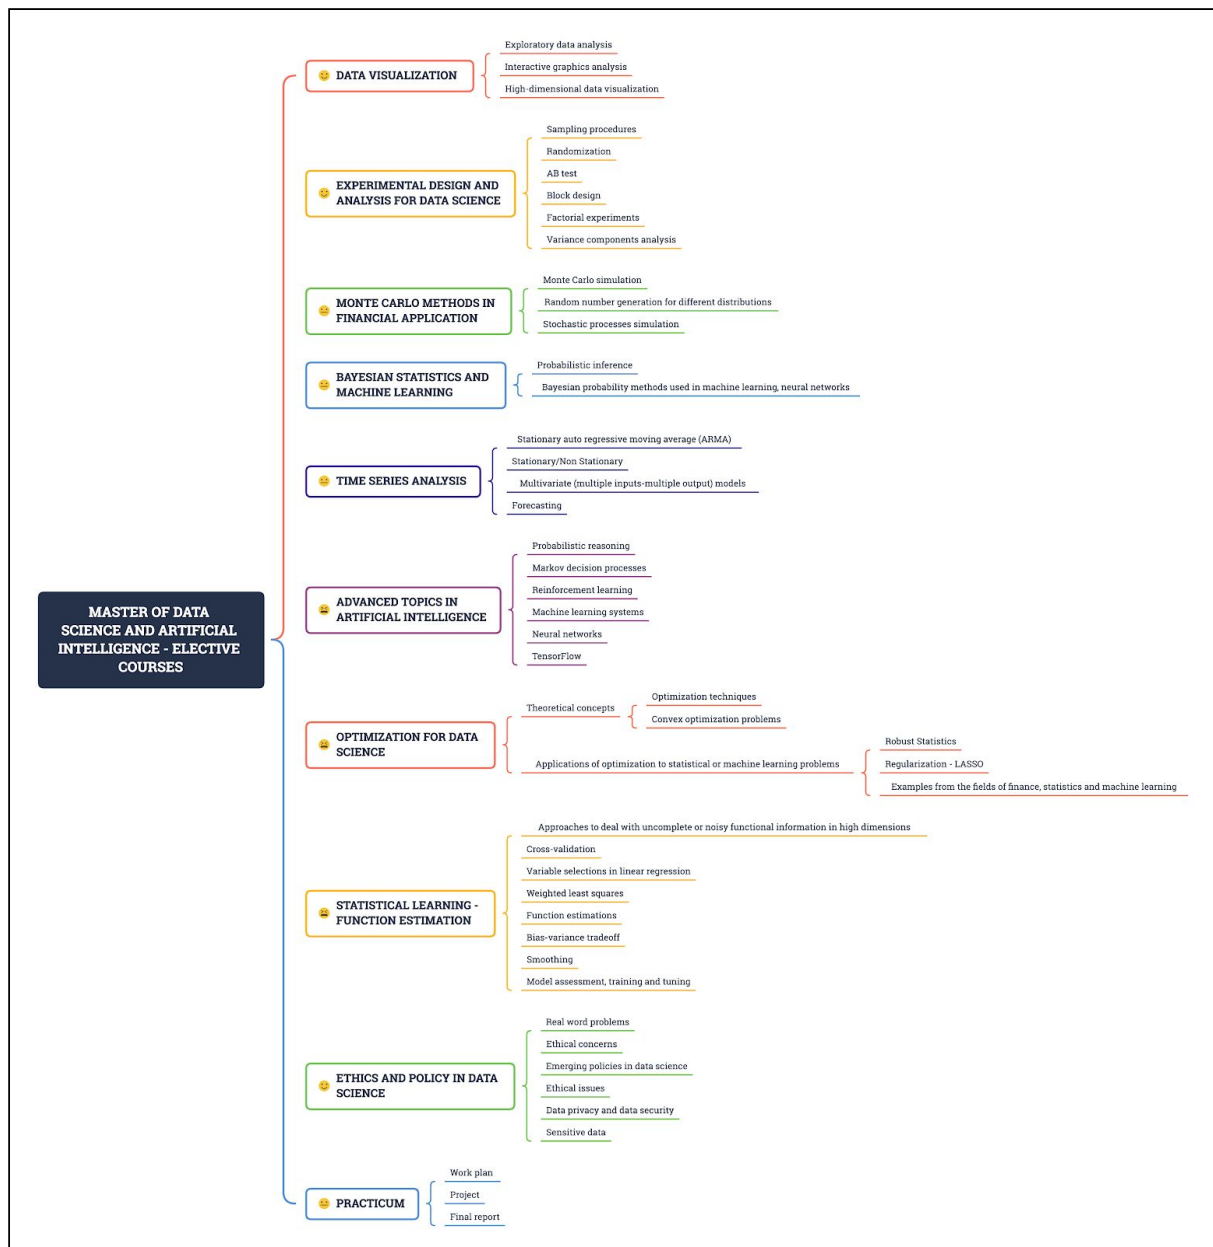 MASTER OF DATA
SCIENCE AND ARTIFICIAL
INTELLIGENCE - ELECTIVE
COURSES
DATA VISUALIZATION
Exploratory data analysis
Interactive graphics analysis
High-dimensional data visualization
EXPERIMENTAL DESIGN AND
ANALYSIS FOR DATA SCIENCE
Sampling procedures
Randomization
AB test
Block design
Factorial experiments
Variance components analysis
MONTE CARLO METHODS IN
FINANCIAL APPLICATION
Monte Carlo simulation
Random number generation for different distributions
Stochastic processes simulation
BAYESIAN STATISTICS AND
MACHINE LEARNING
Probabilistic inference
Bayesian probability methods used in machine learning, neural networks
TIME SERIES ANALYSIS
Stationary auto regressive moving average (ARMA)
Stationary/Non Stationary
Multivariate (multiple inputs-multiple output) models
Forecasting
ADVANCED TOPICS IN
ARTIFICIAL INTELLIGENCE
Probabilistic reasoning
Markov decision processes
Reinforcement learning
Machine learning systems
Neural networks
TensorFlow
OPTIMIZATION FOR DATA
SCIENCE
Theoretical concepts
Optimization techniques
Convex optimization problems
Applications of optimization to statistical or machine learning problems
Robust Statistics
Regularization - LASSO
Examples from the fields of finance, statistics and machine learning
STATISTICAL LEARNING -
FUNCTION ESTIMATION
Approaches to deal with uncomplete or noisy functional information in high dimensions
Cross-validation
Variable selections in linear regression
Weighted least squares
Function estimations
Bias-variance tradeoff
Smoothing
Model assessment, training and tuning
ETHICS AND POLICY IN DATA
SCIENCE
Real word problems
Ethical concerns
Emerging policies in data science
Ethical issues
Data privacy and data security
Sensitive data
PRACTICUM
Work plan
Project
Final report